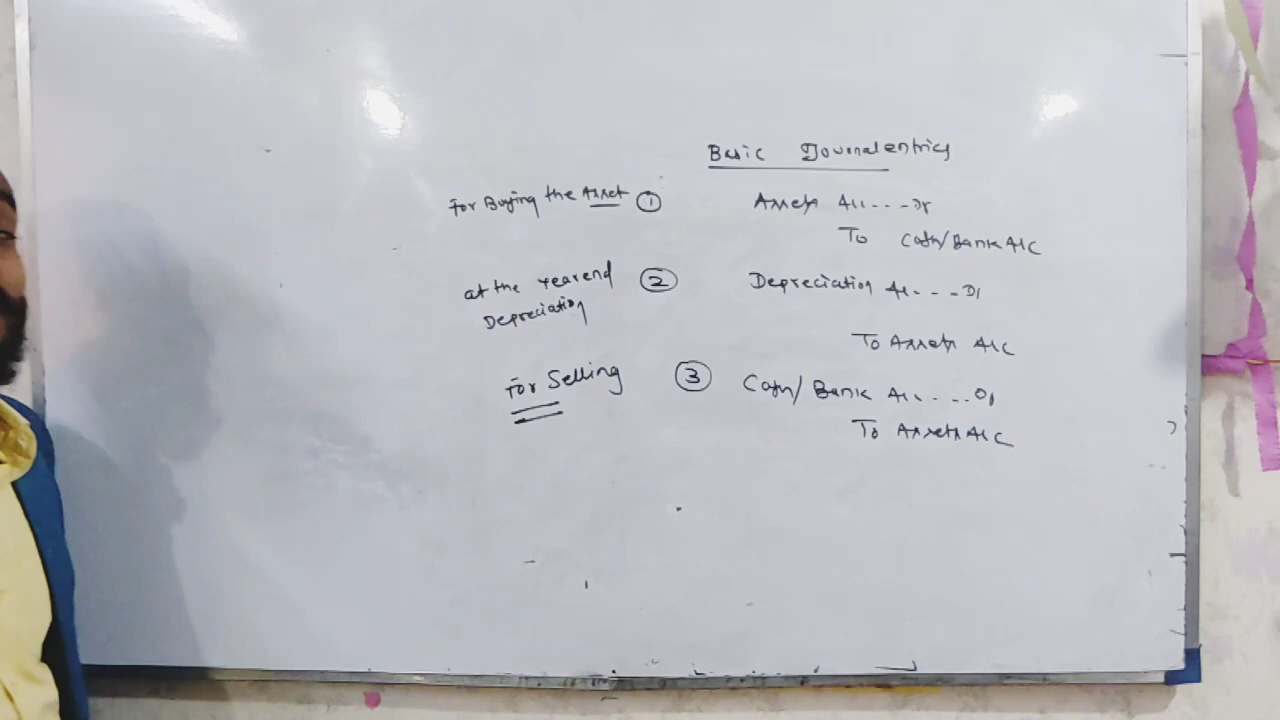 Basic Journal entries
For Buying the Asset ① Assets A/c....Dr
To Cash/Bank A/C
at the year end ② Depreciation A/c....Dr
Depreciation
To Assets A/C
For Selling ③ Cash/Bank A/c....Dr
To Assets A/C